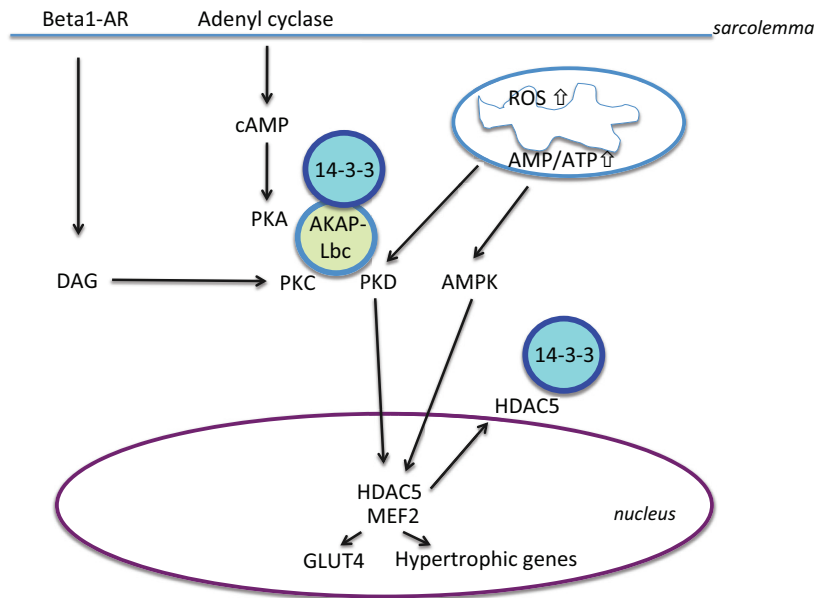 Beta1-AR
Adenyl cyclase
sarcolemma
ROS ⇧
cAMP
AMP/ATP⇧
14-3-3
PKA
AKAP-
Lbc
DAG
PKC
PKD
AMPK
14-3-3
HDAC5
HDAC5
MEF2
nucleus
GLUT4
Hypertrophic genes